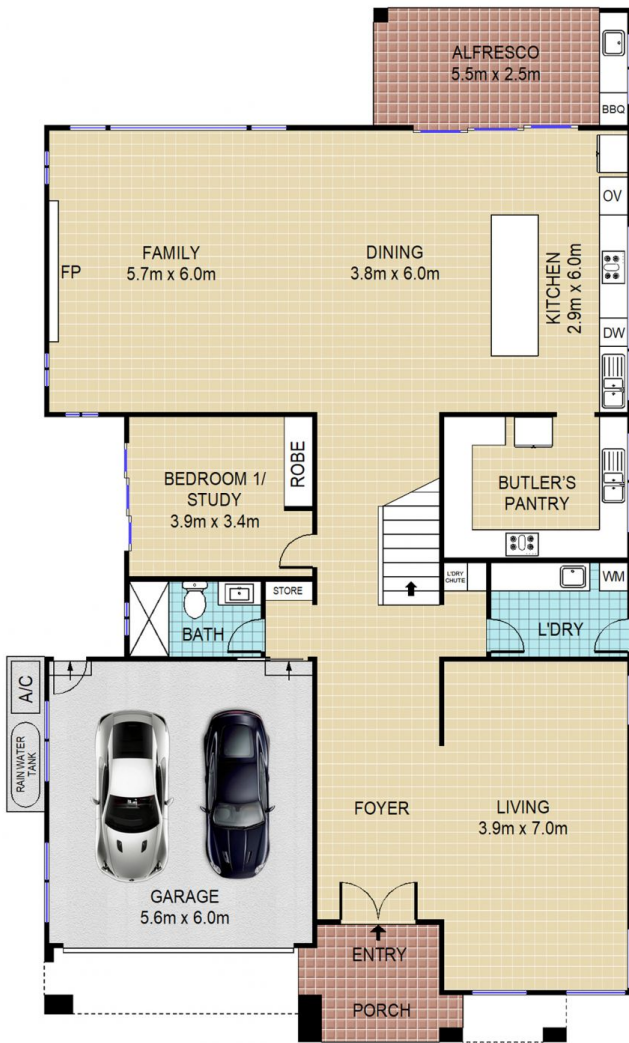 ALFRESCO
5.5m x 2.5m
BBQ
OV
FAMILY
5.7m x 6.0m
DINING
3.8m x 6.0m
KITCHEN
2.9m x 6.0m
FP
DW
BEDROOM 1/
STUDY
3.9m x 3.4m
ROBE
BUTLER'S
PANTRY
STORE
L'DRY
CHUTE
WM
BATH
L'DRY
A/C
RAIN WATER
TANK
FOYER
LIVING
3.9m x 7.0m
GARAGE
5.6m x 6.0m
ENTRY
PORCH